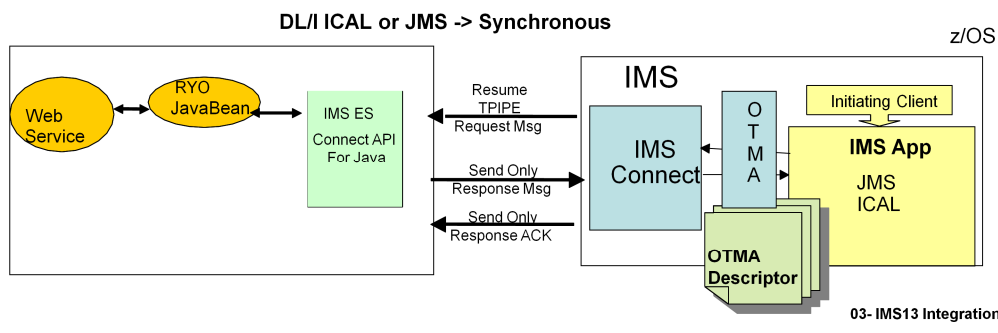 DL/I ICAL or JMS -> Synchronous
z/OS
Web
Service
RYO
JavaBean
IMS ES
Connect API
For Java
Resume
TPIPE
Request Msg
Send Only
Response Msg
Send Only
Response ACK
IMS
IMS
Connect
O
T
M
A
Initiating Client
IMS App
JMS
ICAL
OTMA
Descriptor
03- IMS13 Integration